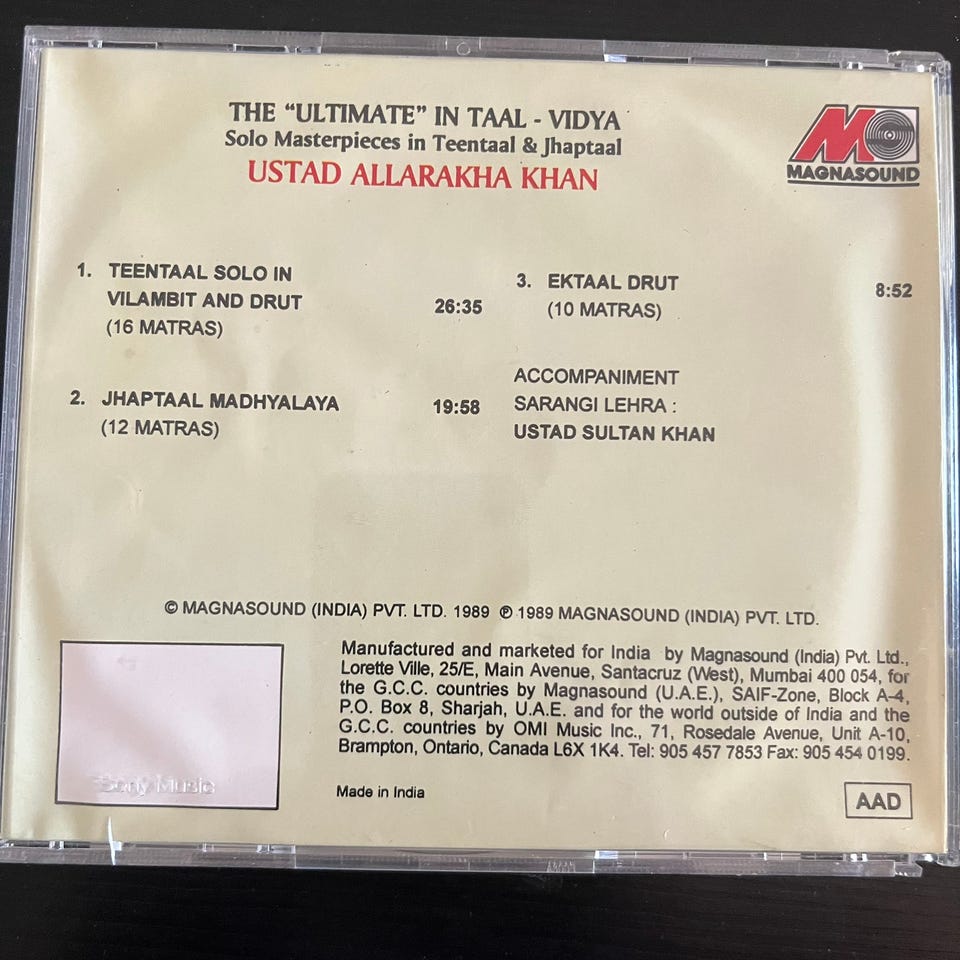 THE “ULTIMATE” IN TAAL - VIDYA
Solo Masterpieces in Teentaal & Jhaptaal
USTAD ALLARAKHA KHAN
MAGNASOUND
1. TEENTAAL SOLO IN
VILAMBIT AND DRUT 26:35
(16 MATRAS)
2. JHAPTAAL MADHYALAYA 19:58
(12 MATRAS)
3. EKTAAL DRUT 8:52
(10 MATRAS)
ACCOMPANIMENT
SARANGI LEHRA :
USTAD SULTAN KHAN
© MAGNASOUND (INDIA) PVT. LTD. 1989 ℗ 1989 MAGNASOUND (INDIA) PVT. LTD.
Manufactured and marketed for India by Magnasound (India) Pvt. Ltd.,
Lorette Ville, 25/E, Main Avenue, Santacruz (West), Mumbai 400 054, for
the G.C.C. countries by Magnasound (U.A.E.), SAIF-Zone, Block A-4,
P.O. Box 8, Sharjah, U.A.E. and for the world outside of India and the
G.C.C. countries by OMI Music Inc., 71, Rosedale Avenue, Unit A-10,
Brampton, Ontario, Canada L6X 1K4. Tel: 905 457 7853 Fax: 905 454 0199.
Sony Music
Made in India
AAD